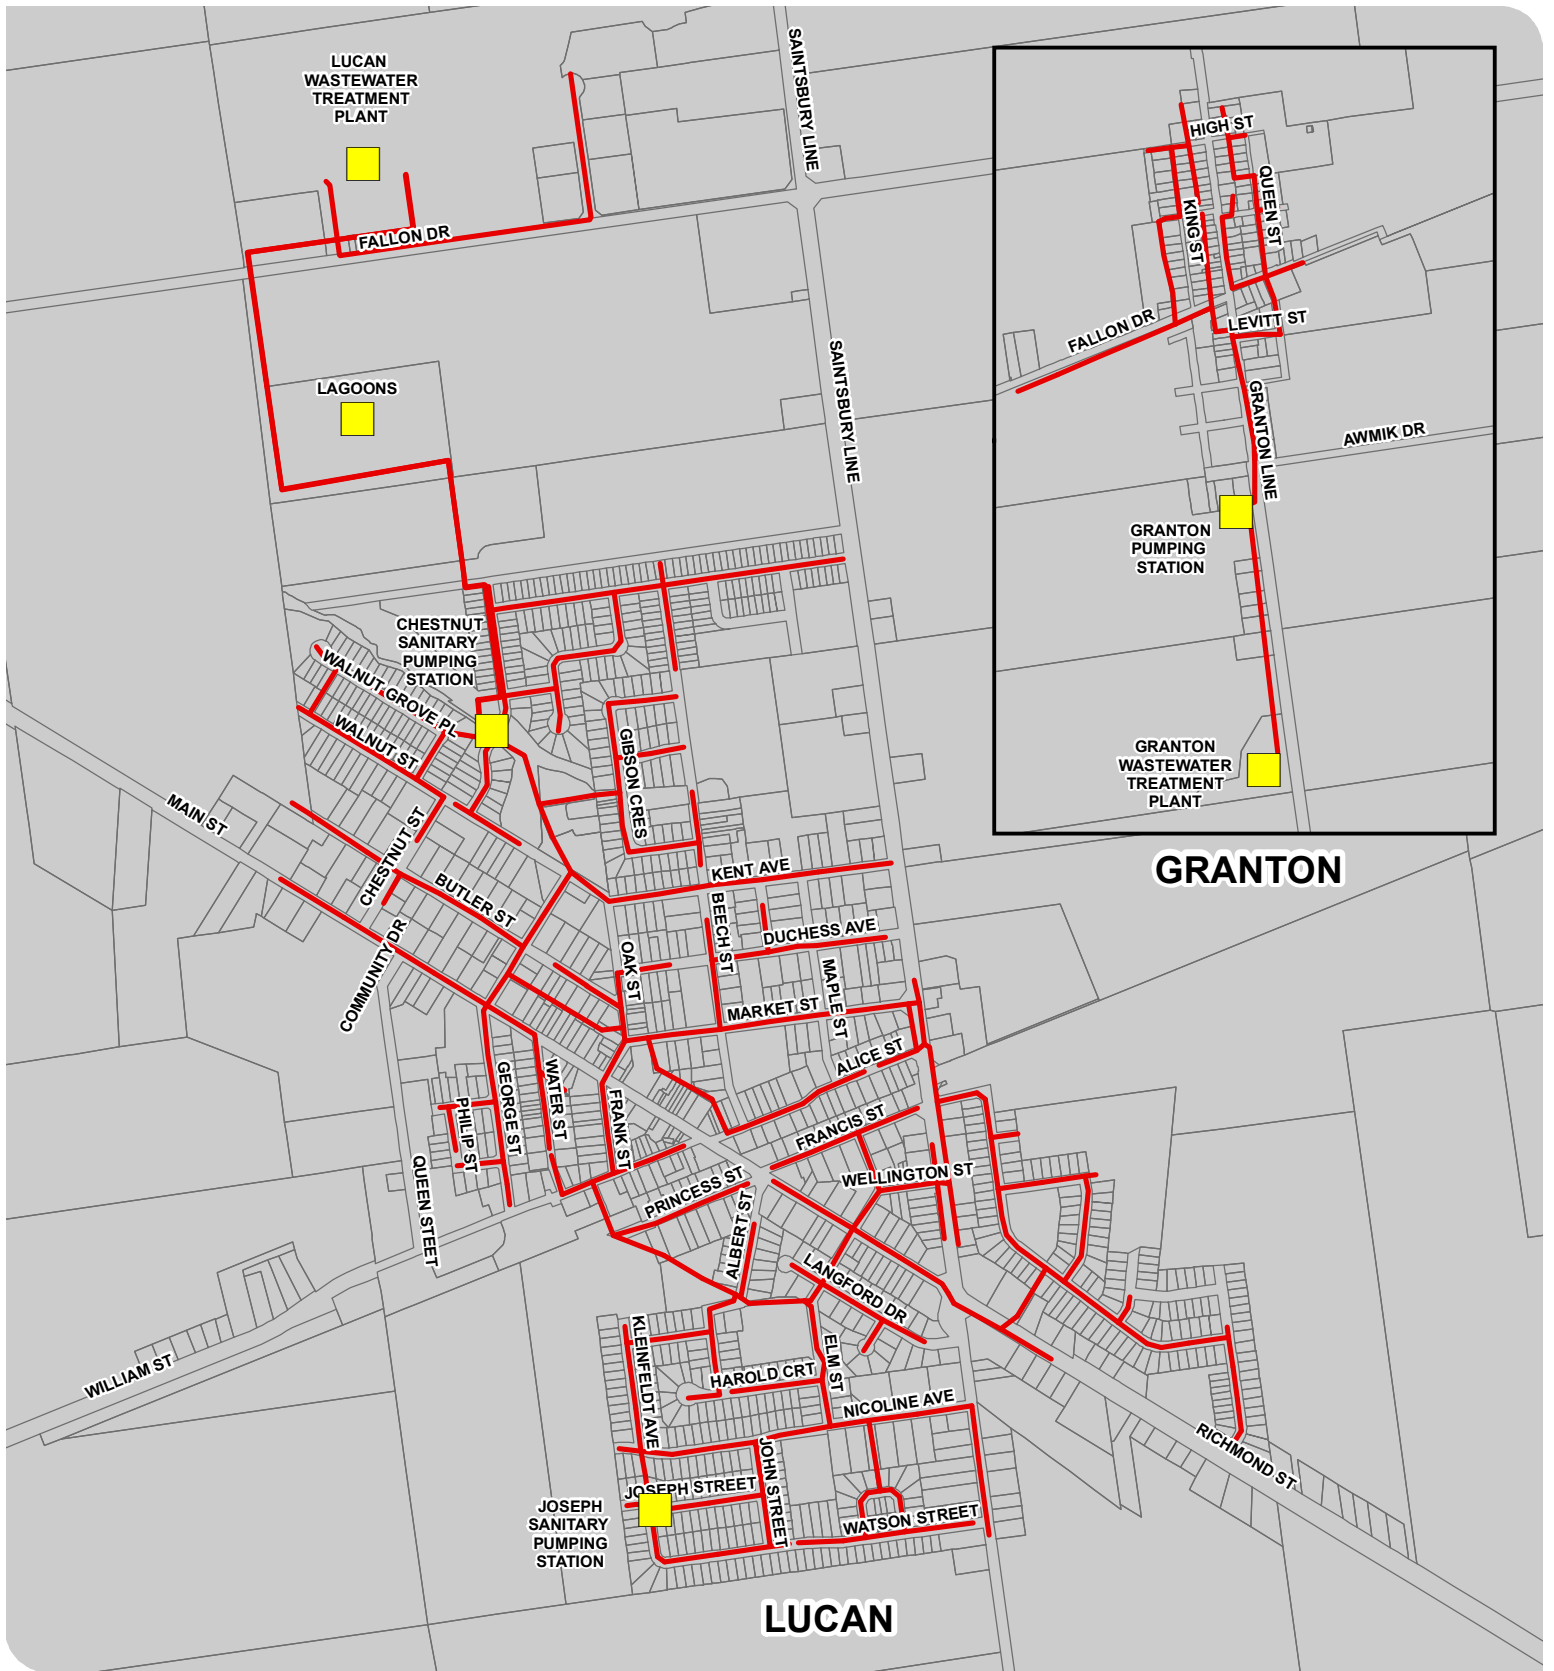 LUCAN
WASTEWATER
TREATMENT
PLANT
SAINTSBURY LINE
FALLON DR
LAGOONS
SAINTSBURY LINE
CHESTNUT
SANITARY
PUMPING
STATION
WALNUT GROVE PL
WALNUT ST
MAIN ST
CHESTNUT ST
GIBSON CRES
BUTLER ST
KENT AVE
COMMUNITY DR
OAK ST
BEECH ST
DUCHESS AVE
MAPLE ST
MARKET ST
ALICE ST
GEORGE ST
WATER ST
PHILIP ST
FRANK ST
FRANCIS ST
QUEEN STEET
PRINCESS ST
WELLINGTON ST
ALBERT ST
LANGFORD DR
WILLIAM ST
KLEINFELDT AVE
ELM ST
HAROLD CRT
NICOLINE AVE
RICHMOND ST
JOHN STREET
JOSEPH STREET
WATSON STREET
JOSEPH
SANITARY
PUMPING
STATION
LUCAN
HIGH ST
QUEEN ST
KING ST
FALLON DR
LEVITT ST
GRANTON LINE
AWMIK DR
GRANTON
PUMPING
STATION
GRANTON
WASTEWATER
TREATMENT
PLANT
GRANTON